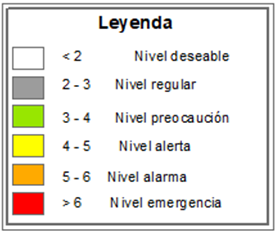 Leyenda
< 2 Nivel deseable
2 - 3 Nivel regular
3 - 4 Nivel preocaución
4 - 5 Nivel alerta
5 - 6 Nivel alarma
> 6 Nivel emergencia